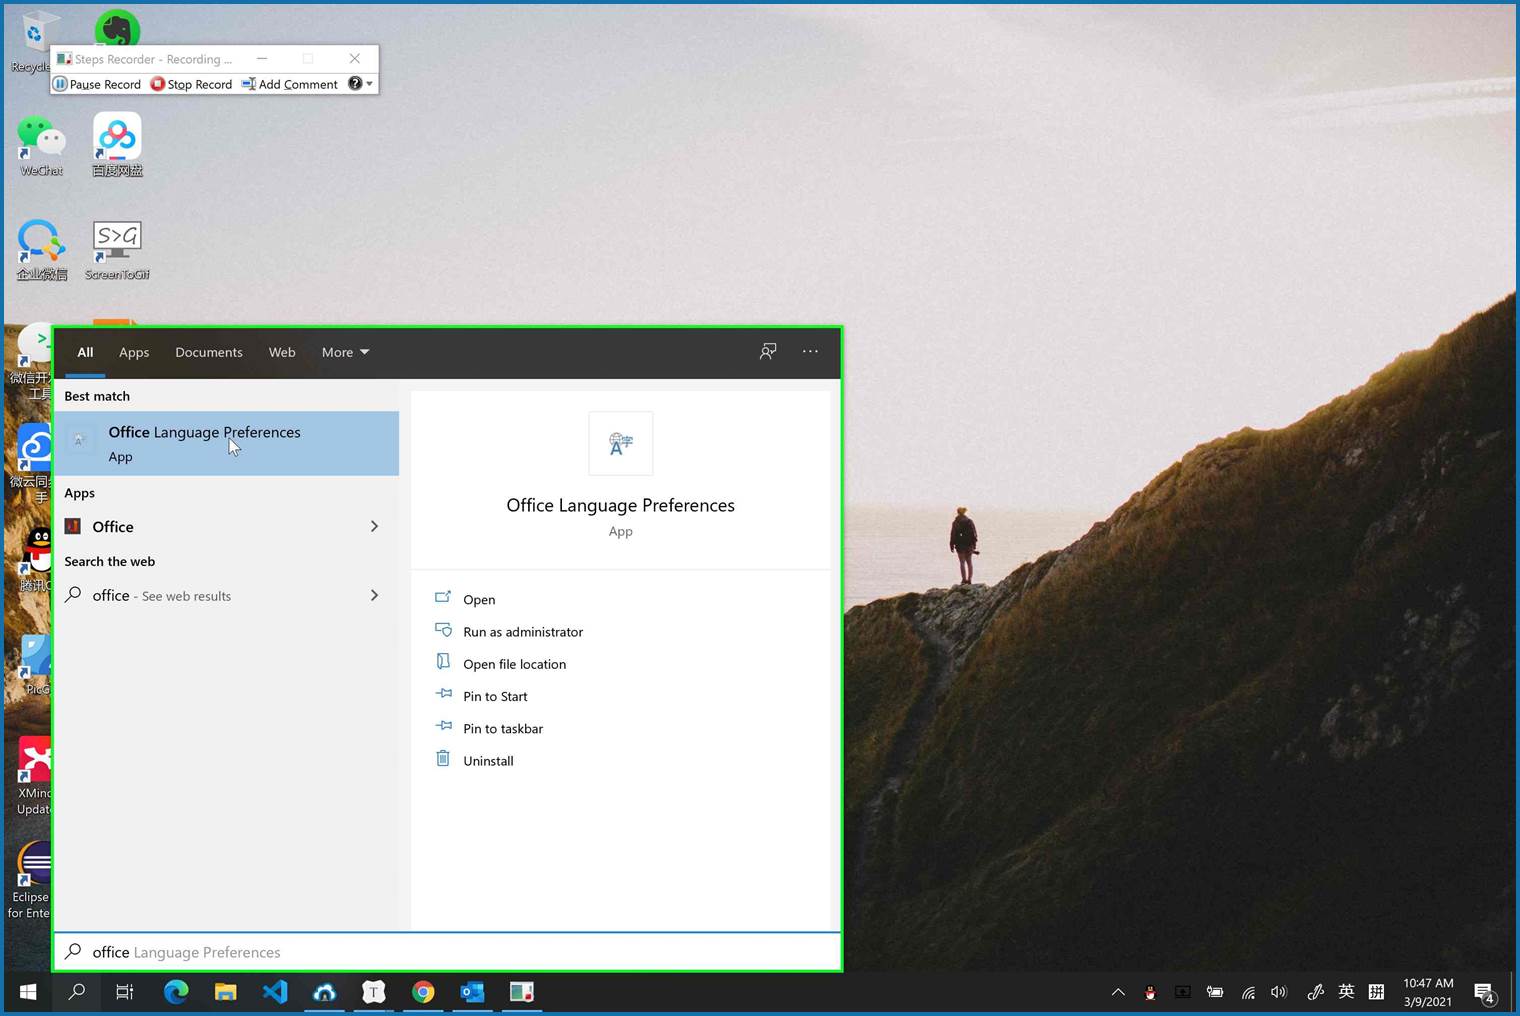 Recycle
Steps Recorder - Recording ...
Pause Record Stop Record Add Comment
WeChat
百度网盘
企业微信
S>G
ScreenToGif
微信开发
工具
微云同
手
腾讯
PicG
XMind
Update
Eclipse
for Ente
All Apps Documents Web More
Best match
Office Language Preferences
App
Apps
Office
Search the web
office - See web results
Office Language Preferences
App
Open
Run as administrator
Open file location
Pin to Start
Pin to taskbar
Uninstall
office Language Preferences
英 拼
10:47 AM
3/9/2021
4